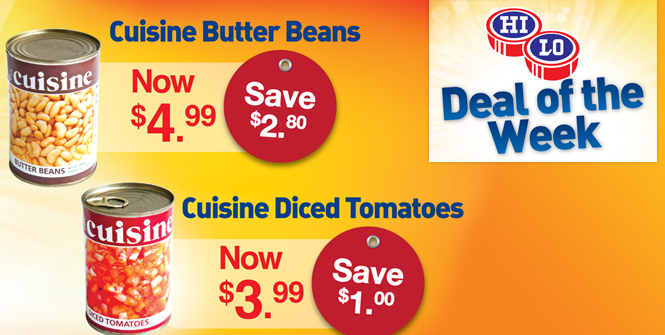 Cuisine Butter Beans
cuisine
BUTTER BEANS
Now
$4.99
Save
$2.80
HI
LO
Deal of the
Week
Cuisine Diced Tomatoes
cuisine
DICED TOMATOES
Now
$3.99
Save
$1.00